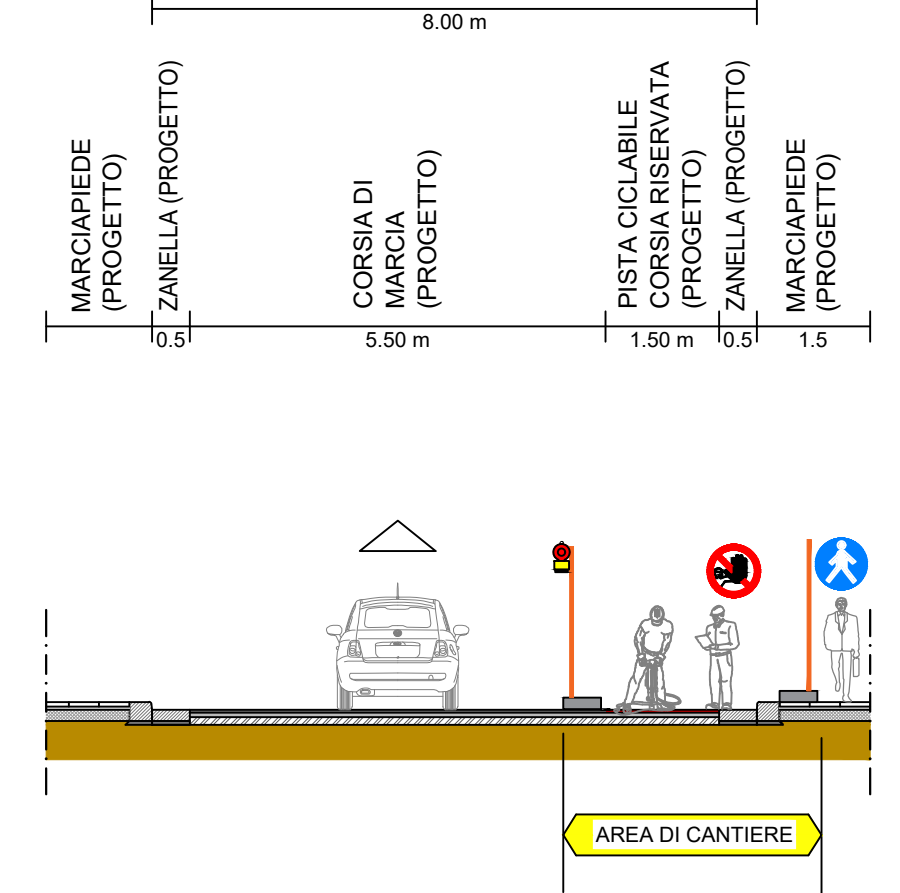 8.00 m
MARCIAPIEDE
(PROGETTO)
ZANELLA (PROGETTO)
CORSIA DI
MARCIA
(PROGETTO)
PISTA CICLABILE
CORSIA RISERVATA
(PROGETTO)
ZANELLA (PROGETTO)
MARCIAPIEDE
(PROGETTO)
0.5
5.50 m
1.50 m
0.5
1.5
AREA DI CANTIERE